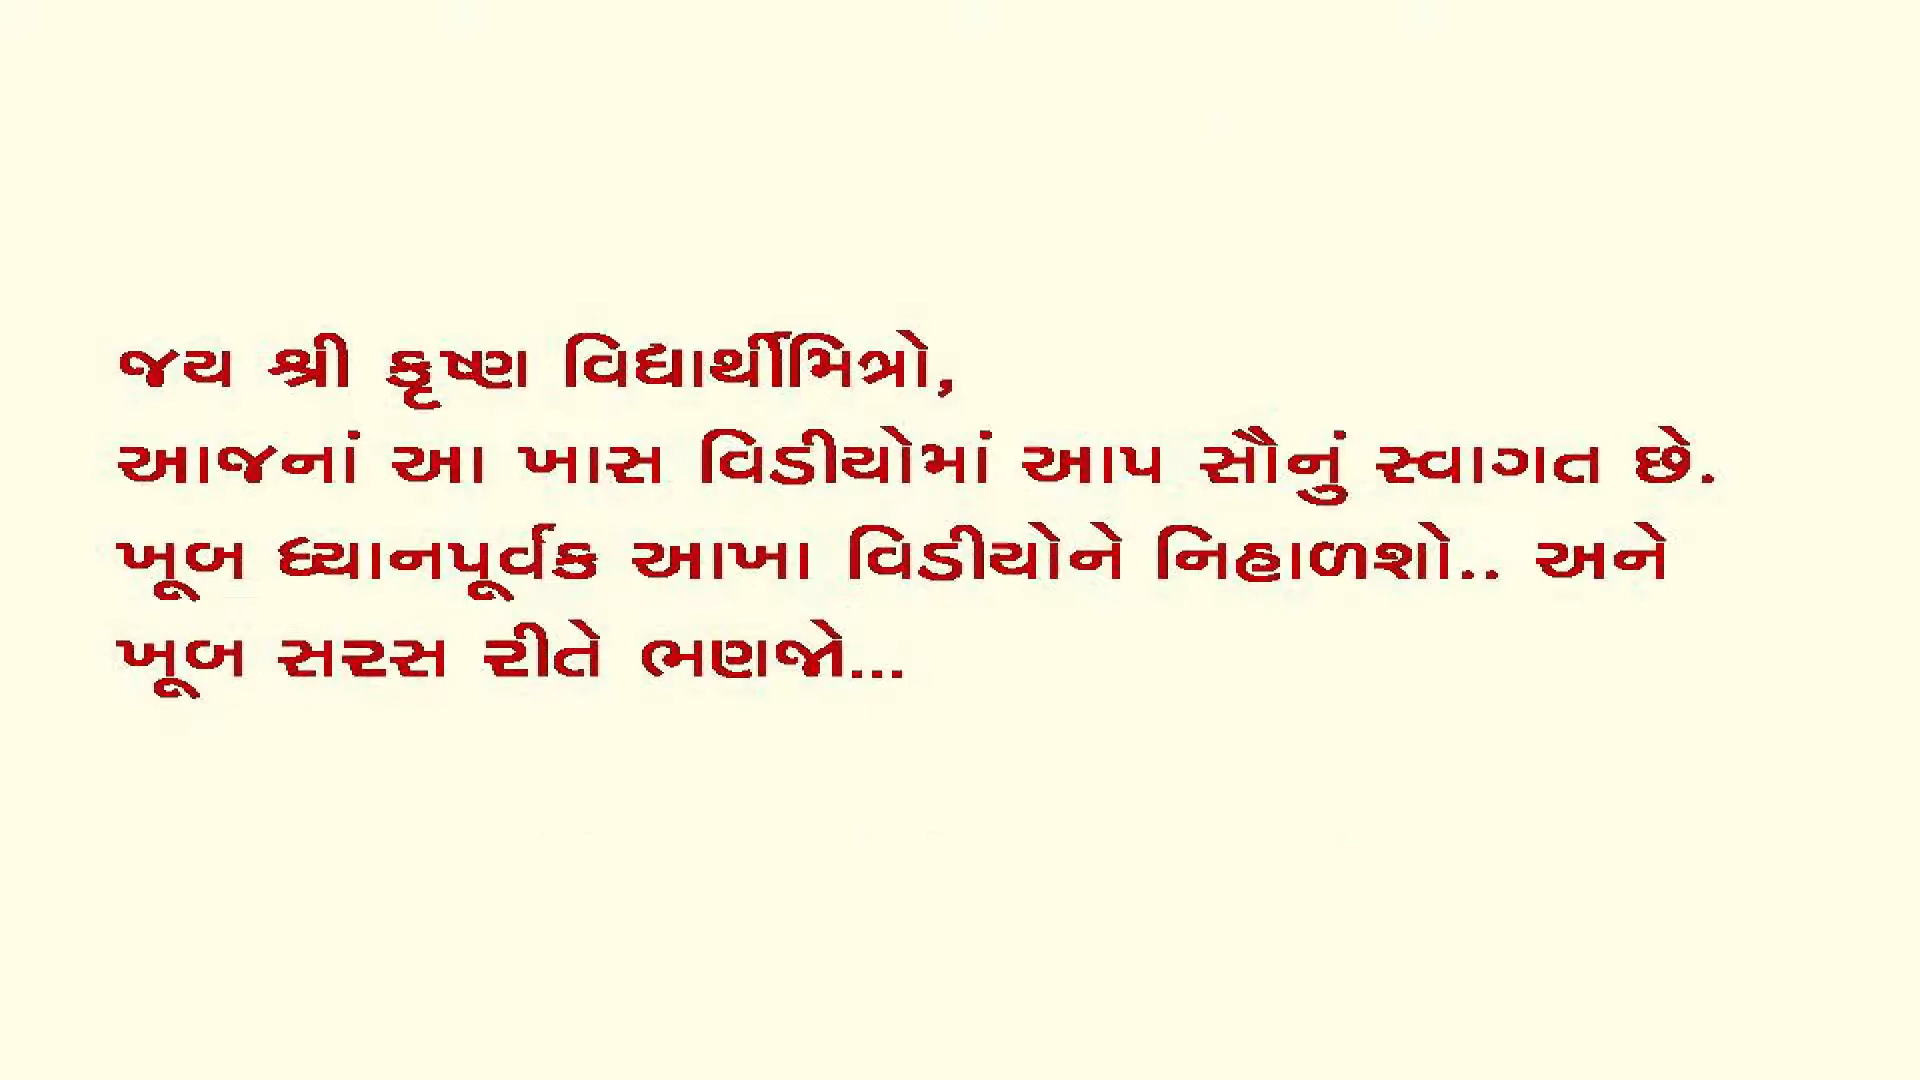 જય શ્રી કૃષ્ણ વિદ્યાર્થીમિત્રો,
આજનાં આ ખાસ વિડીયોમાં આપ સૌનું સ્વાગત છે.
ખૂબ ધ્યાનપૂર્વક આખા વિડીયોને નિહાળશો.. અને
ખૂબ સરસ રીતે ભણજો...